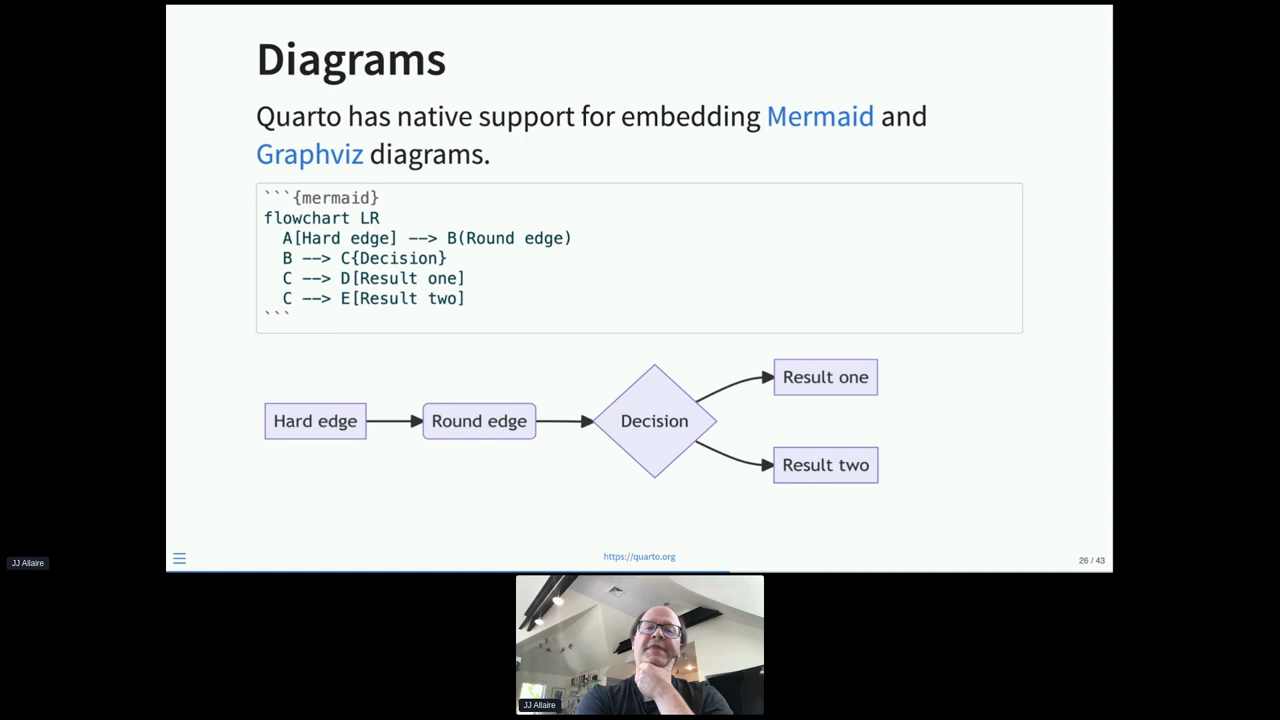 Diagrams
Quarto has native support for embedding Mermaid and
Graphviz diagrams.
```{mermaid}
flowchart LR
  A[Hard edge] --> B(Round edge)
  B --> C{Decision}
  C --> D[Result one]
  C --> E[Result two]
```
Hard edge
Round edge
Decision
Result one
Result two
https://quarto.org
26 / 43
JJ Allaire
JJ Allaire